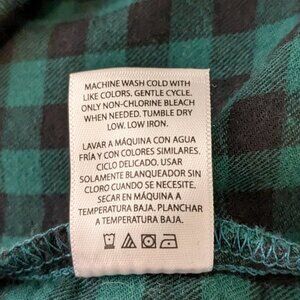 MACHINE WASH COLD WITH
LIKE COLORS. GENTLE CYCLE.
ONLY NON-CHLORINE BLEACH
WHEN NEEDED. TUMBLE DRY
LOW. LOW IRON.
LAVAR A MÁQUINA CON AGUA
FRÍA Y CON COLORES SIMILARES.
CICLO DELICADO. USAR
SOLAMENTE BLANQUEADOR SIN
CLORO CUANDO SE NECESITE.
SECAR EN MÁQUINA A
TEMPERATURA BAJA. PLANCHAR
A TEMPERATURA BAJA.